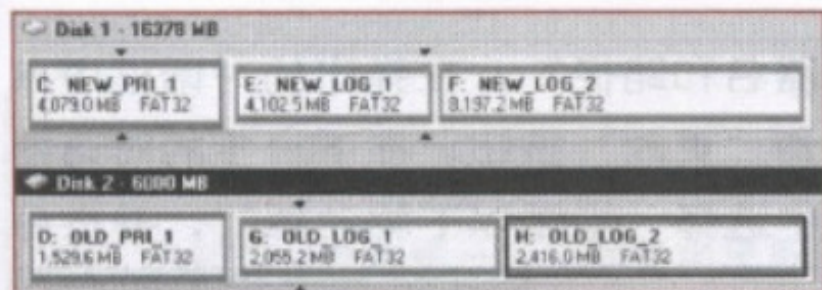 Disk 1 - 16378 MB
C: NEW_PRI_1
4,079.0 MB FAT32
E: NEW_LOG_1
4,102.5 MB FAT32
F: NEW_LOG_2
8,197.2 MB FAT32
Disk 2 - 6000 MB
D: OLD_PRI_1
1,529.6 MB FAT32
G: OLD_LOG_1
2,055.2 MB FAT32
H: OLD_LOG_2
2,416.0 MB FAT32